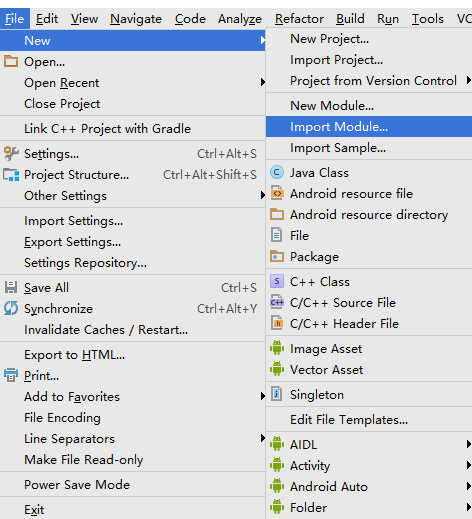 File Edit View Navigate Code Analyze Refactor Build Run Tools VC
New
Open...
Open Recent
Close Project
Link C++ Project with Gradle
Settings... Ctrl+Alt+S
Project Structure... Ctrl+Alt+Shift+S
Other Settings
Import Settings...
Export Settings...
Settings Repository...
Save All Ctrl+S
Synchronize Ctrl+Alt+Y
Invalidate Caches / Restart...
Export to HTML...
Print...
Add to Favorites
File Encoding
Line Separators
Make File Read-only
Power Save Mode
Exit
New Project...
Import Project...
Project from Version Control
New Module...
Import Module...
Import Sample...
C Java Class
Android resource file
Android resource directory
File
Package
S C++ Class
C++ C/C++ Source File
h C/C++ Header File
Image Asset
Vector Asset
Singleton
Edit File Templates...
AIDL
Activity
Android Auto
Folder